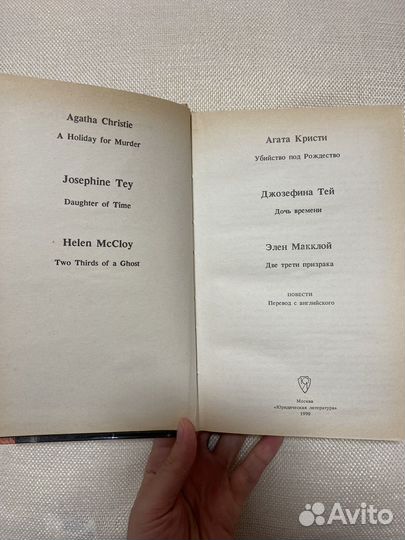 Agatha Christie
A Holiday for Murder
Josephine Tey
Daughter of Time
Helen McCloy
Two Thirds of a Ghost
Агата Кристи
Убийство под Рождество
Джозефина Тей
Дочь времени
Элен Макклой
Две трети призрака
ПОВЕСТИ
Перевод с английского
Москва
«Юридическая литература»
1990
Avito